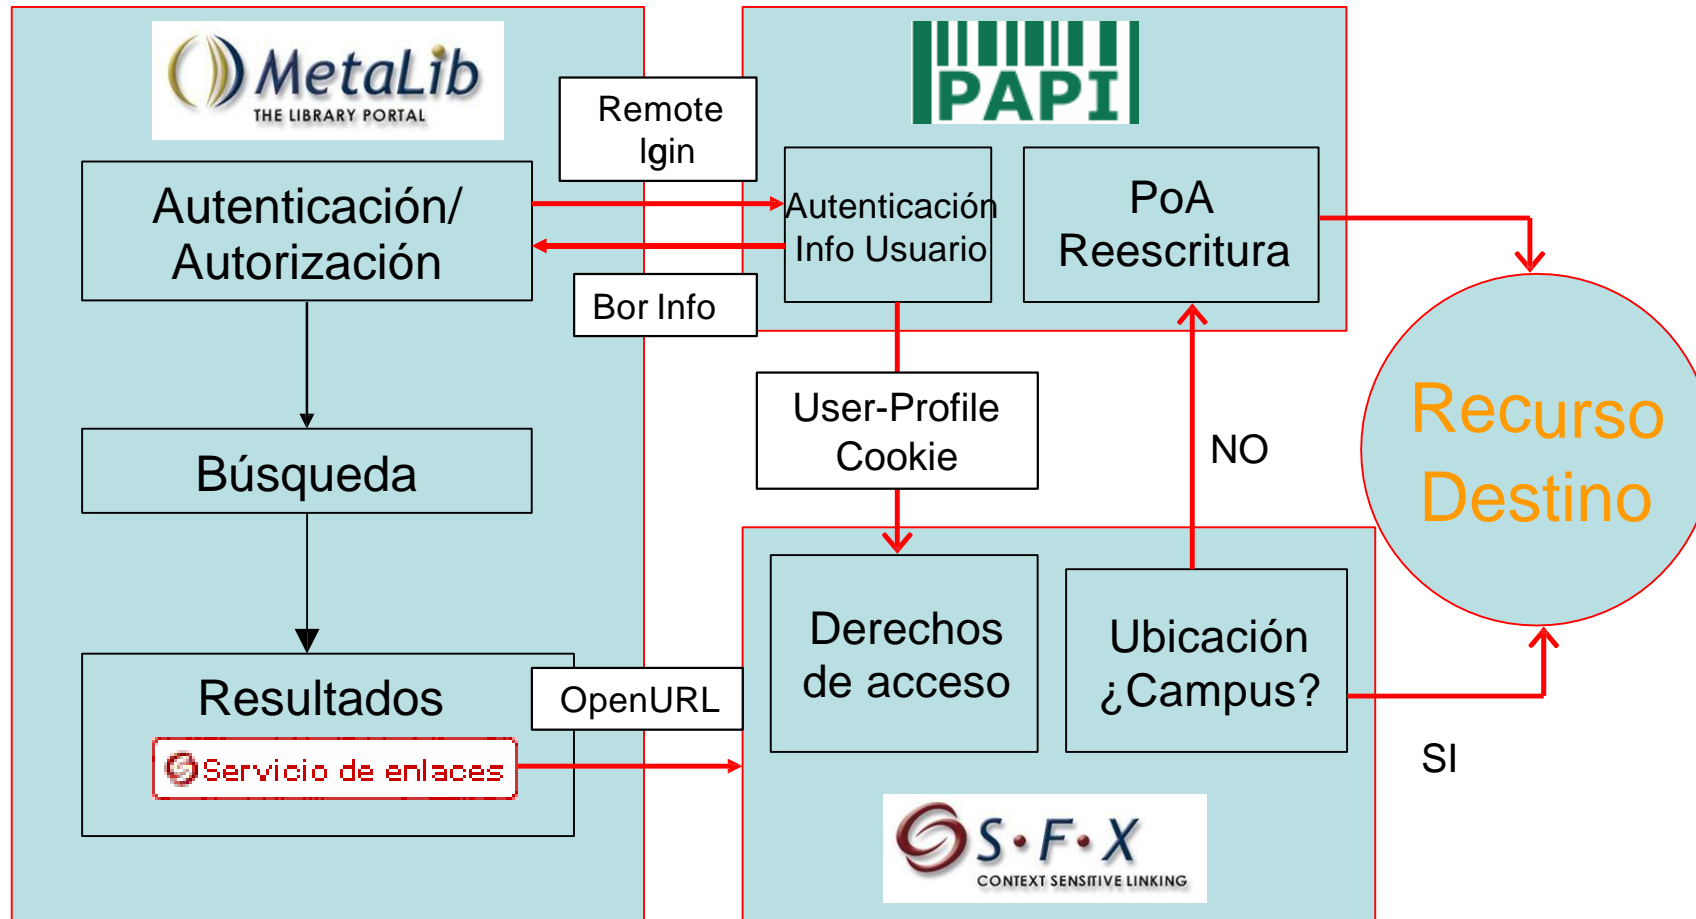 MetaLib
THE LIBRARY PORTAL
Autenticación/
Autorización
Búsqueda
Resultados
Servicio de enlaces
Remote
lgin
Bor Info
PAPI
Autenticación
Info Usuario
PoA
Reescritura
User-Profile
Cookie
NO
OpenURL
Derechos
de acceso
Ubicación
¿Campus?
S·F·X
CONTEXT SENSITIVE LINKING
SI
Recurso
Destino